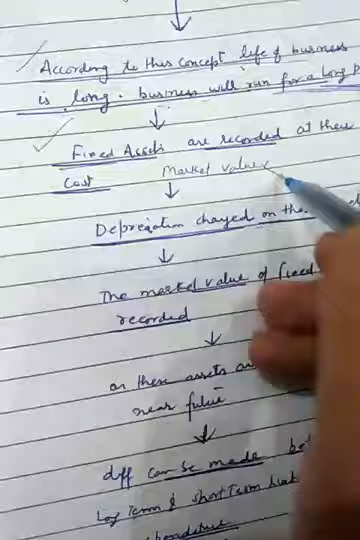 According to this concept life of business
is long. business will run for a long
Fixed Assets are recorded at their
cost Market value x
Depreciation charged on the
The market value of fixed
recorded
as these assets
near future
diff can be made
long Term & short Term